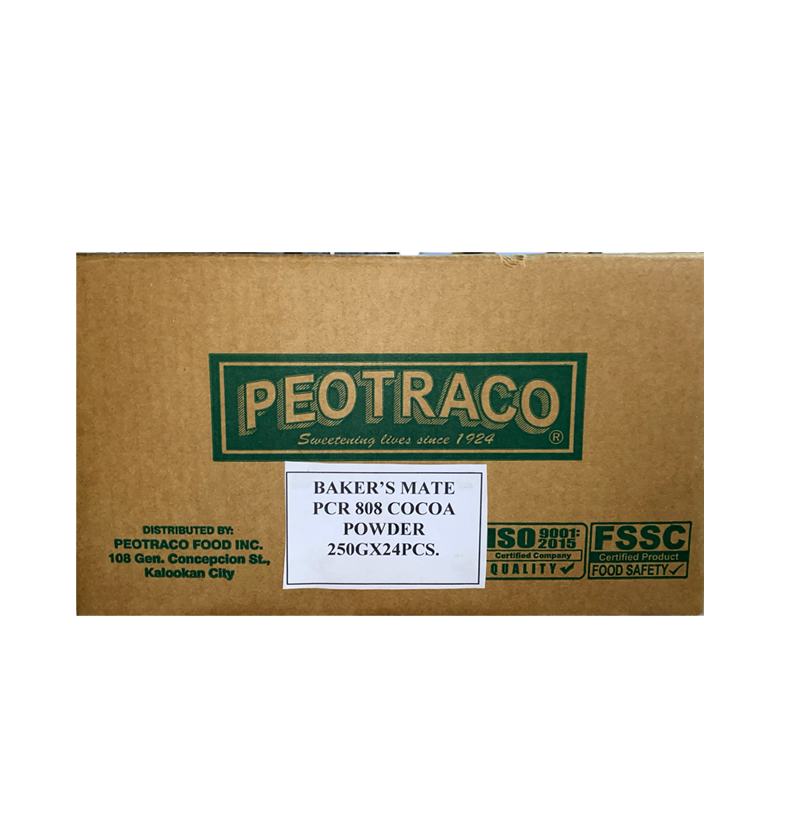 PEOTRACO
Sweetening lives since 1924
®
BAKER'S MATE
PCR 808 COCOA
POWDER
250GX24PCS.
DISTRIBUTED BY:
PEOTRACO FOOD INC.
108 Gen. Concepcion St.,
Kalookan City
ISO 9001:
2015
Certified Company
QUALITY
FSSC
Certified Product
FOOD SAFETY